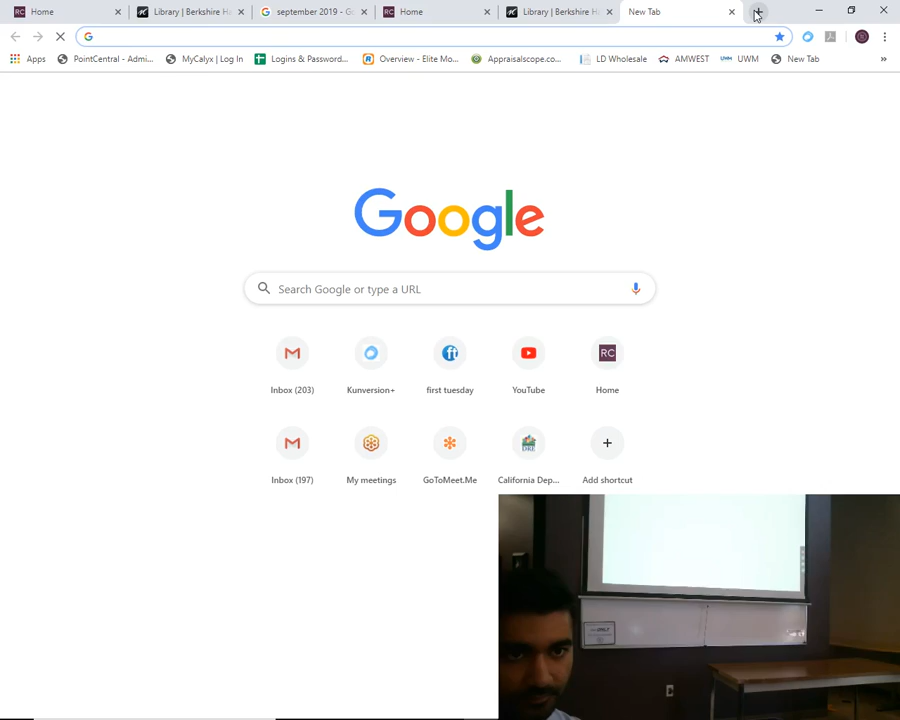 Home
Library | Berkshire Ha
september 2019 - Go
Home
Library | Berkshire Ha
New Tab
Apps
PointCentral - Admi...
MyCalyx | Log In
Logins & Password...
Overview - Elite Mo...
Appraisalscope.co...
LD Wholesale
AMWEST
UWM
New Tab
Google
Search Google or type a URL
Inbox (203)
Kunversion+
first tuesday
YouTube
RC
Home
Inbox (197)
My meetings
GoToMeet.Me
California Dep...
Add shortcut